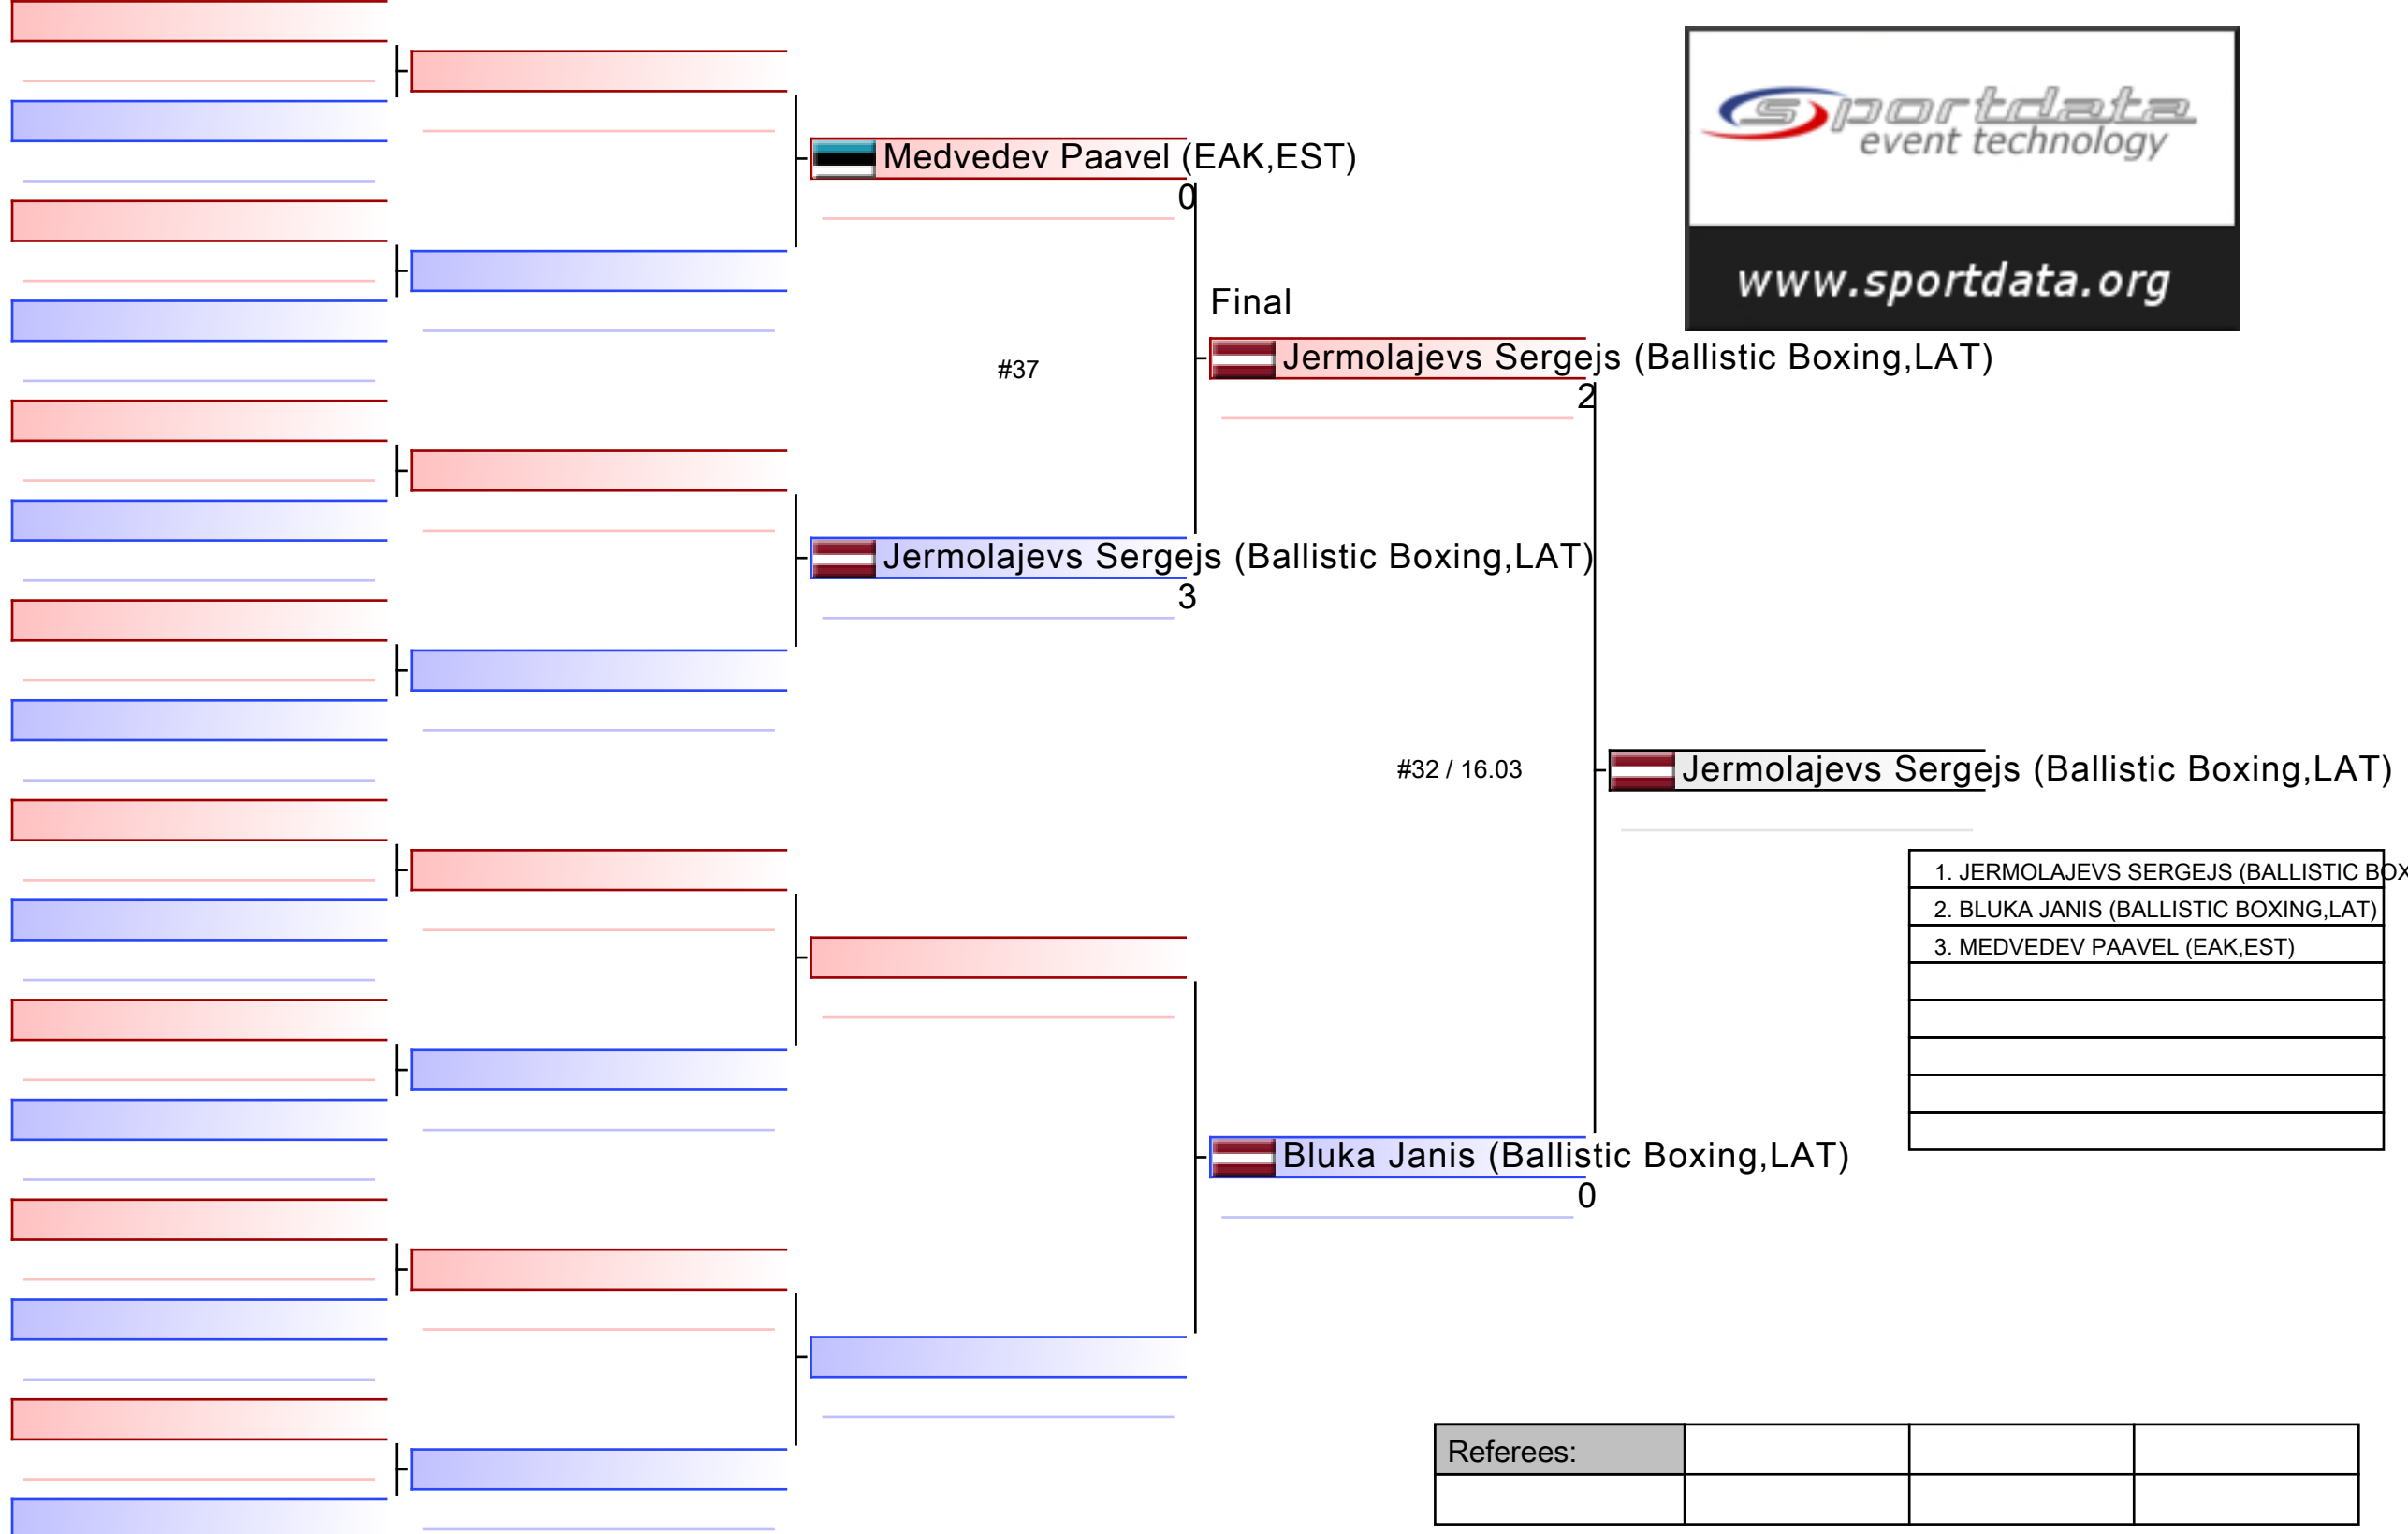 sportdata
event technology
www.sportdata.org
Medvedev Paavel (EAK,EST)
0
Final
#37
Jermolajevs Sergejs (Ballistic Boxing,LAT)
2
Jermolajevs Sergejs (Ballistic Boxing,LAT)
3
#32 / 16.03
Jermolajevs Sergejs (Ballistic Boxing,LAT)
1. JERMOLAJEVS SERGEJS (BALLISTIC BOX
2. BLUKA JANIS (BALLISTIC BOXING,LAT)
3. MEDVEDEV PAAVEL (EAK,EST)
Bluka Janis (Ballistic Boxing,LAT)
0
Referees: